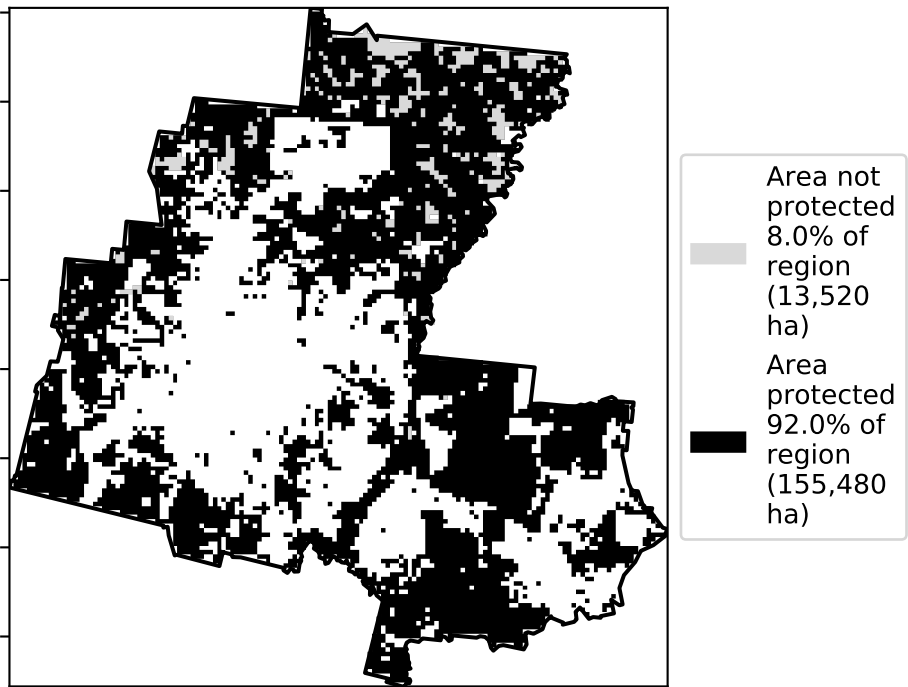 Area not
protected
8.0% of
region
(13,520
ha)
Area
protected
92.0% of
region
(155,480
ha)